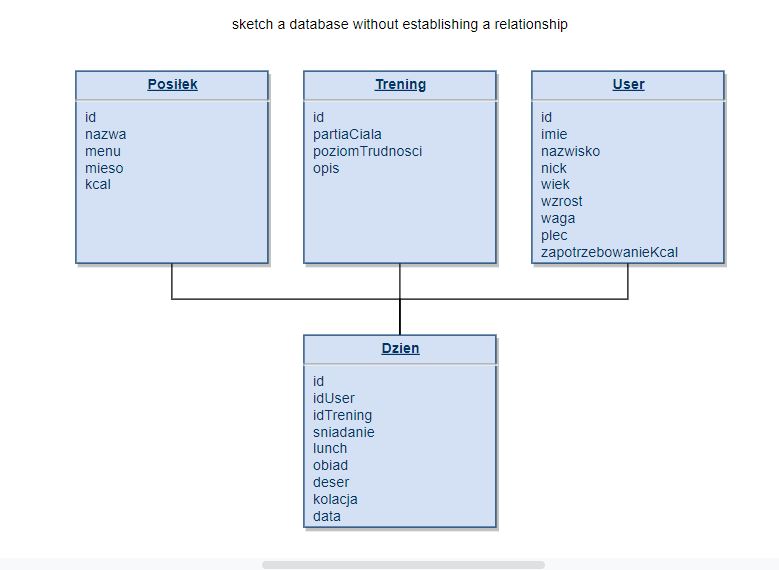 sketch a database without establishing a relationship
Posiłek
id
nazwa
menu
mieso
kcal
Trening
id
partiaCiala
poziomTrudnosci
opis
User
id
imie
nazwisko
nick
wiek
wzrost
waga
plec
zapotrzebowanieKcal
Dzien
id
idUser
idTrening
sniadanie
lunch
obiad
deser
kolacja
data